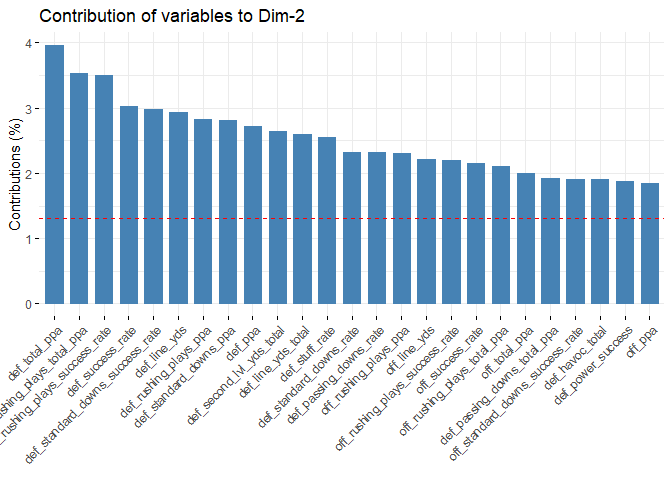 Contribution of variables to Dim-2
Contributions (%)
4
3
2
1
0
def_total_ppa
rushing_plays_total_ppa
rushing_plays_success_rate
def_success_rate
def_standard_downs_success_rate
def_line_yds
def_rushing_plays_ppa
def_standard_downs_ppa
def_ppa
def_second_lvl_yds_total
def_line_yds_total
def_stuff_rate
def_standard_downs_rate
def_passing_downs_rate
off_rushing_plays_ppa
off_line_yds
off_rushing_plays_success_rate
off_success_rate
off_rushing_plays_total_ppa
off_total_ppa
def_passing_downs_total_ppa
off_standard_downs_success_rate
def_havoc_total
def_power_success
off_ppa